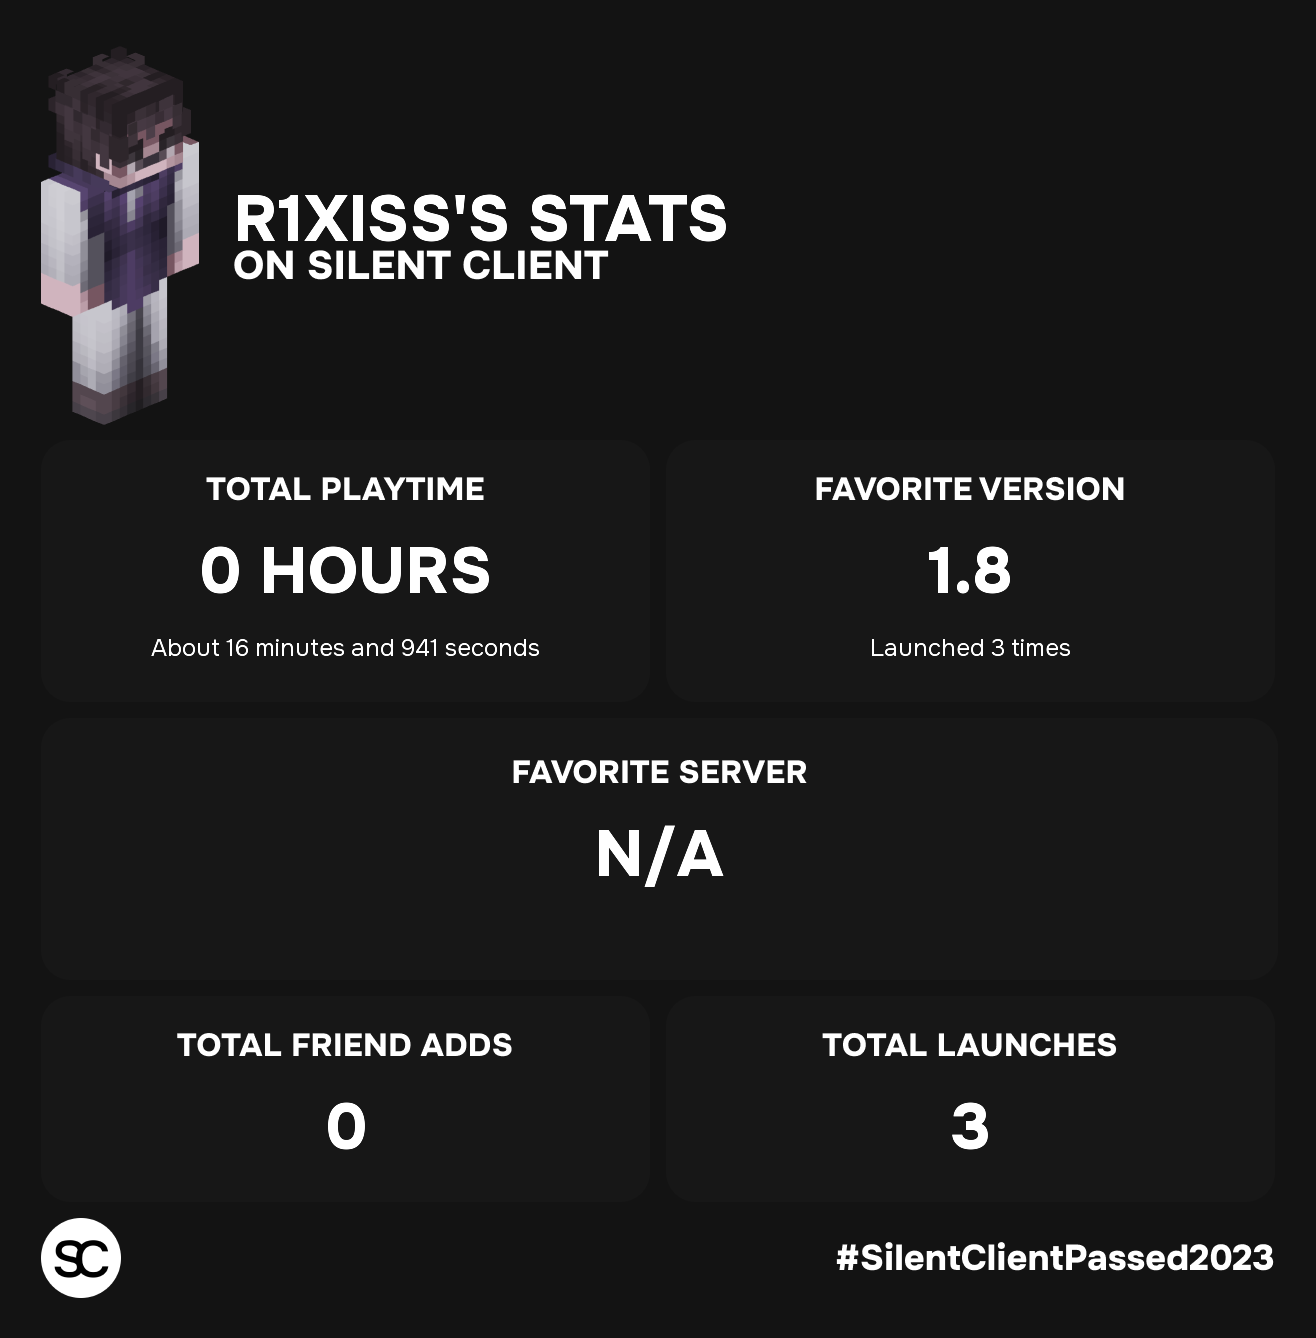 R1XISS'S STATS
ON SILENT CLIENT
TOTAL PLAYTIME
0 HOURS
About 16 minutes and 941 seconds
FAVORITE VERSION
1.8
Launched 3 times
FAVORITE SERVER
N/A
TOTAL FRIEND ADDS
0
TOTAL LAUNCHES
3
SC
#SilentClientPassed2023